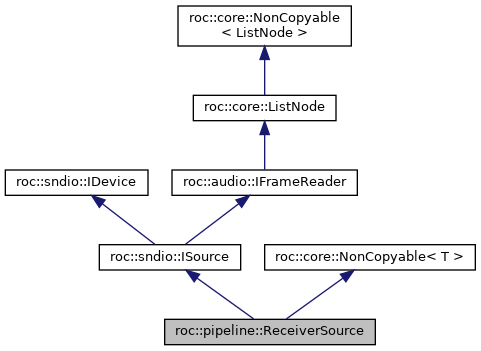 roc::core::NonCopyable
< ListNode >
roc::core::ListNode
roc::sndio::IDevice
roc::audio::IFrameReader
roc::sndio::ISource
roc::core::NonCopyable< T >
roc::pipeline::ReceiverSource